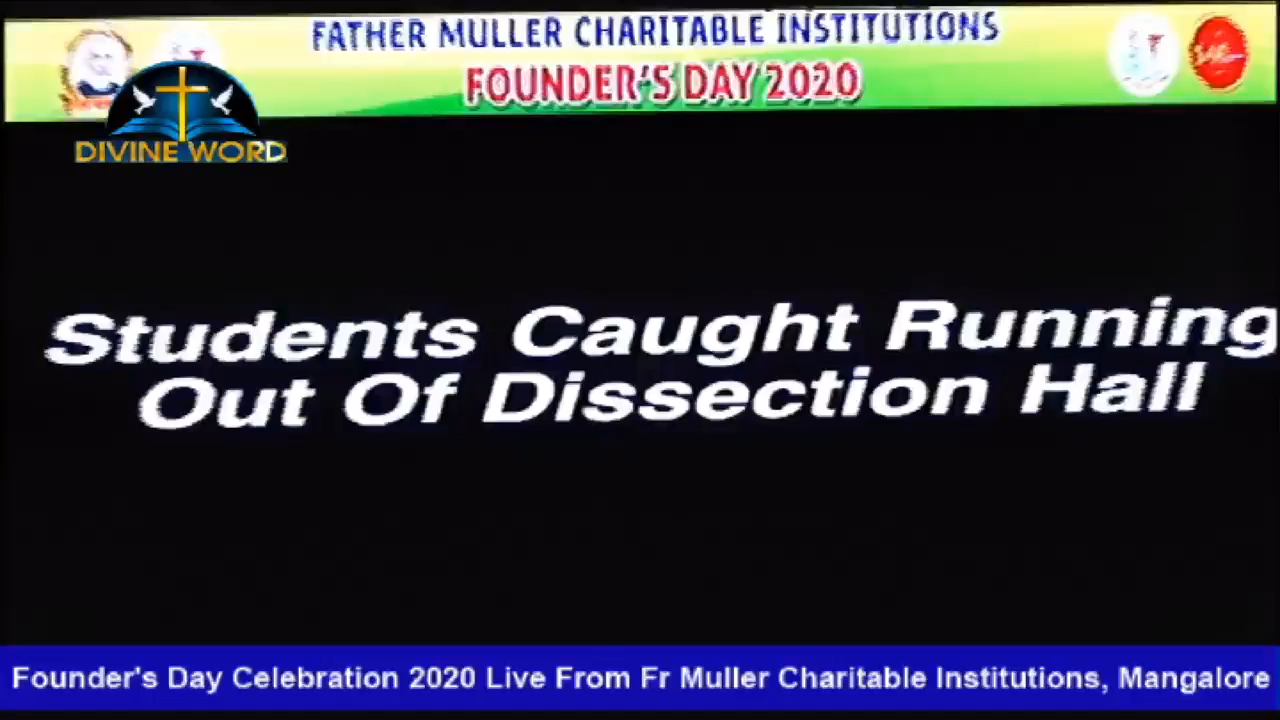 FATHER MULLER CHARITABLE INSTITUTIONS
FOUNDER'S DAY 2020
DIVINE WORD
Students Caught Running
Out Of Dissection Hall
Founder's Day Celebration 2020 Live From Fr Muller Charitable Institutions, Mangalore